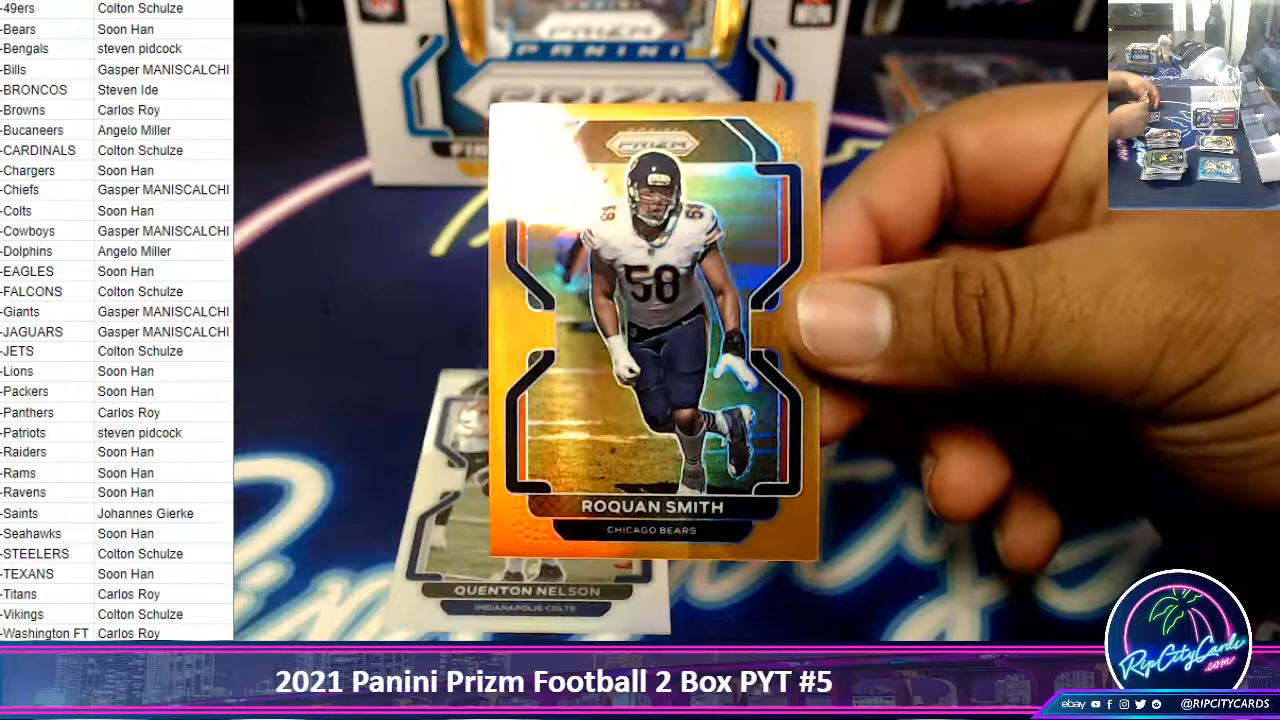 -49ers Colton Schulze
-Bears Soon Han
-Bengals steven pidcock
-Bills Gasper MANISCALCHI
-BRONCOS Steven Ide
-Browns Carlos Roy
-Bucaneers Angelo Miller
-CARDINALS Colton Schulze
-Chargers Soon Han
-Chiefs Gasper MANISCALCHI
-Colts Soon Han
-Cowboys Gasper MANISCALCHI
-Dolphins Angelo Miller
-EAGLES Soon Han
-FALCONS Colton Schulze
-Giants Gasper MANISCALCHI
-JAGUARS Gasper MANISCALCHI
-JETS Colton Schulze
-Lions Soon Han
-Packers Soon Han
-Panthers Carlos Roy
-Patriots steven pidcock
-Raiders Soon Han
-Rams Soon Han
-Ravens Soon Han
-Saints Johannes Gierke
-Seahawks Soon Han
-STEELERS Colton Schulze
-TEXANS Soon Han
-Titans Carlos Roy
-Vikings Colton Schulze
-Washington FT Carlos Roy
PRIZM
PANINI
PRIZM
PRIZM
58
58
ROQUAN SMITH
CHICAGO BEARS
QUENTON NELSON
INDIANAPOLIS COLTS
2021 Panini Prizm Football 2 Box PYT #5
RipCityCards
.com
ebay @RIPCITYCARDS